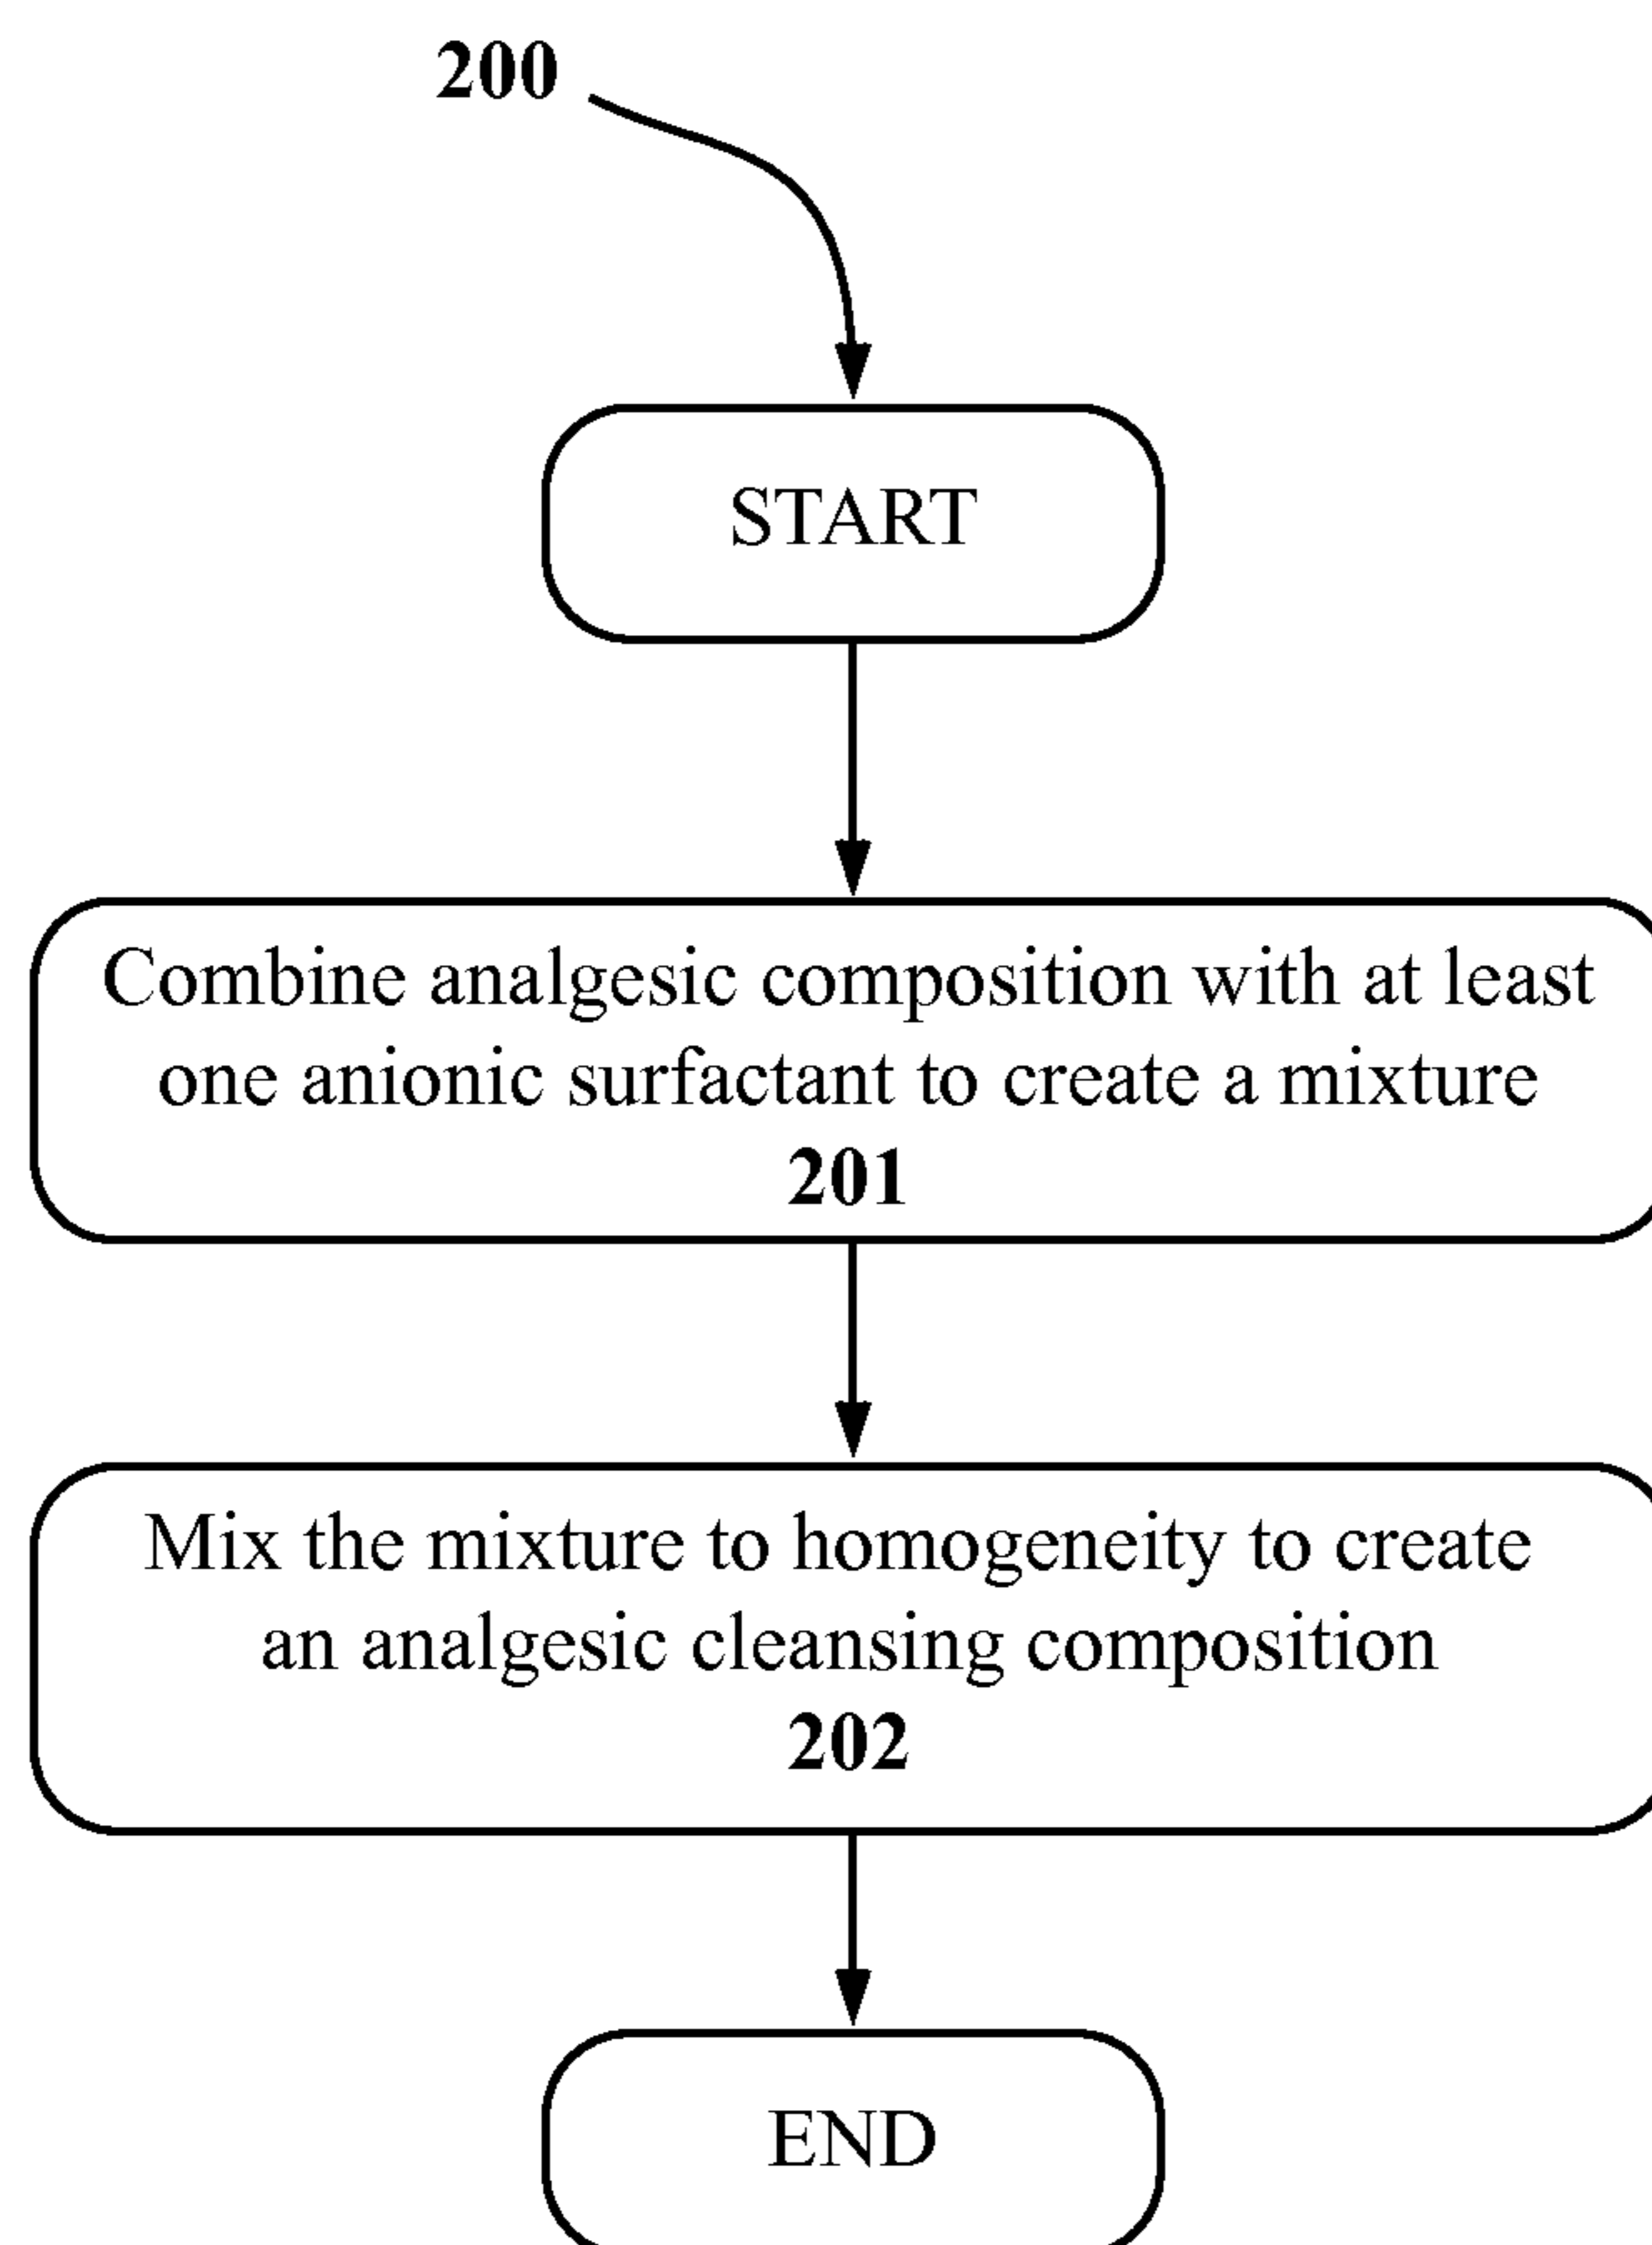 200
START
Combine analgesic composition with at least
one anionic surfactant to create a mixture
201
Mix the mixture to homogeneity to create
an analgesic cleansing composition
202
END